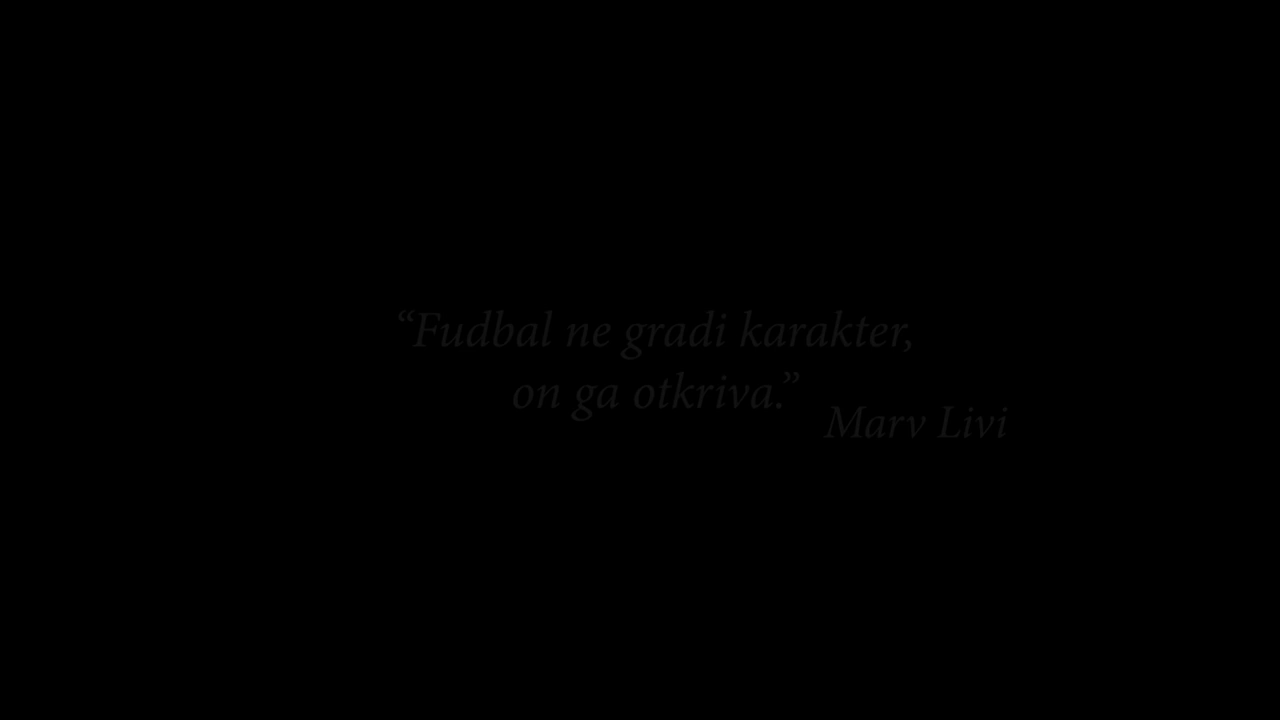 “Fudbal ne gradi karakter,
on ga otkriva.”
Marv Livi